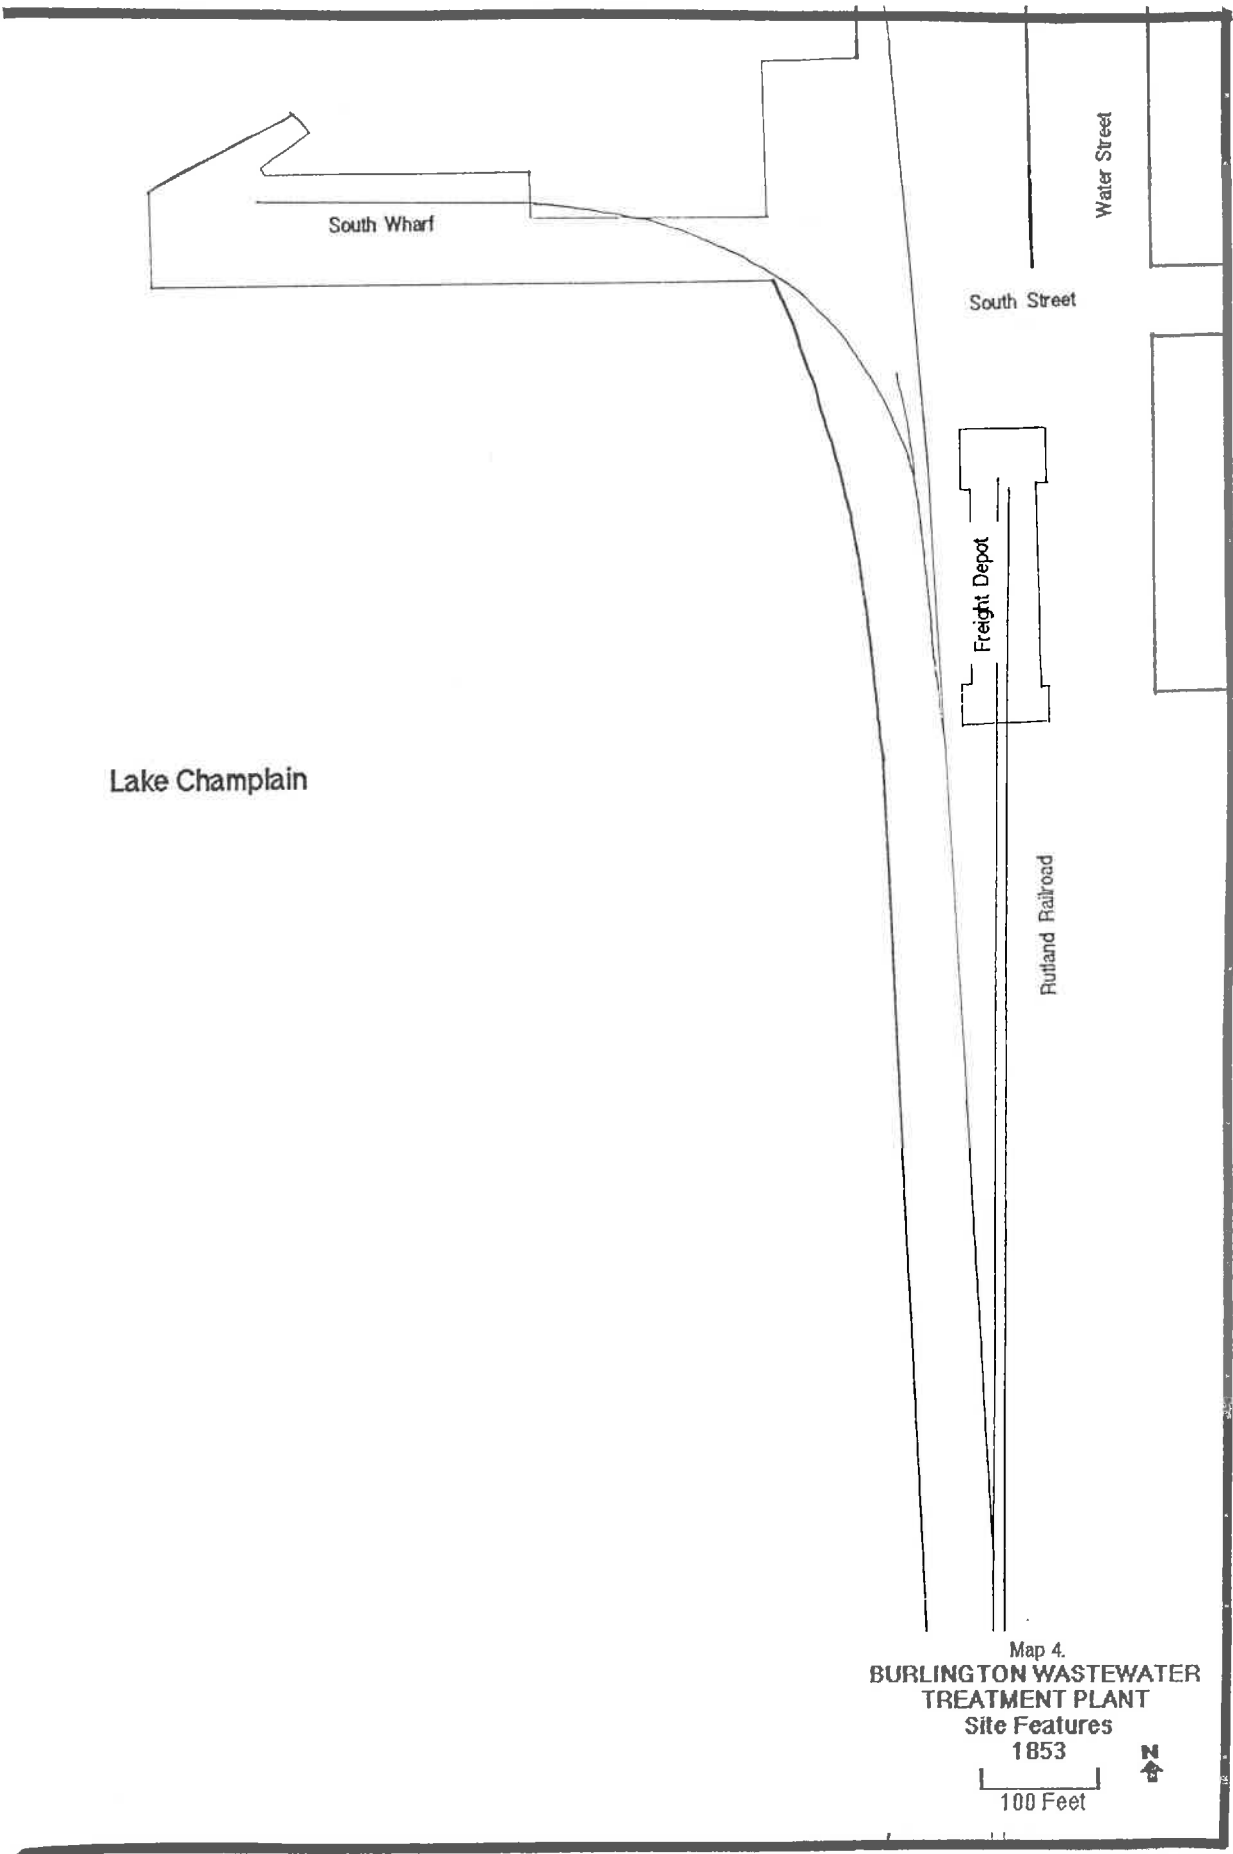 Water Street
South Wharf
South Street
Freight Depot
Lake Champlain
Rutland Railroad
Map 4.
BURLINGTON WASTEWATER
TREATMENT PLANT
Site Features
1853
N
100 Feet